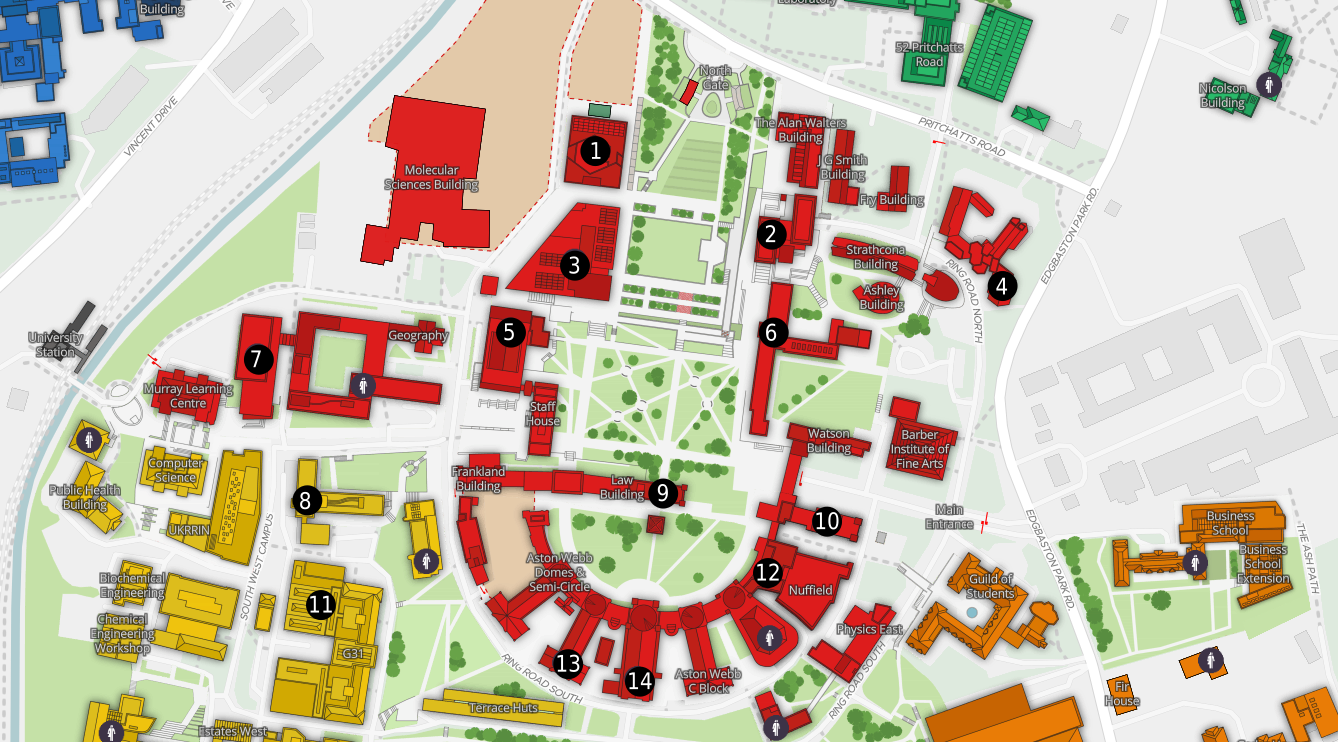 Building
Laboratory
52 Pritchatts
Road
North
Gate
Nicolson
Building
VINCENT DRIVE
PRITCHATTS ROAD
The Alan Walters
Building
1
J G Smith
Building
Molecular
Sciences Building
Fry Building
2
EDGBASTON PARK RD.
Strathcona
Building
3
RING ROAD NORTH
4
Ashley
Building
University
Station
Geography
5
6
7
Murray Learning
Centre
Staff
House
Watson
Building
Barber
Institute of
Fine Arts
Computer
Science
Frankland
Building
Law
Building
9
8
Public Health
Building
Main
Entrance
10
Business
School
UKRRIN
SOUTH WEST CAMPUS
EDGBASTON PARK RD.
THE ASH PATH
Business
School
Extension
Aston Webb
Domes &
Semi-Circle
12
Nuffield
Guild of
Students
Biochemical
Engineering
11
Chemical
Engineering
Workshop
Physics East
G31
RING ROAD SOUTH
13
14
Aston Webb
C Block
RING ROAD SOUTH
Fir
House
Terrace Huts
Estates West